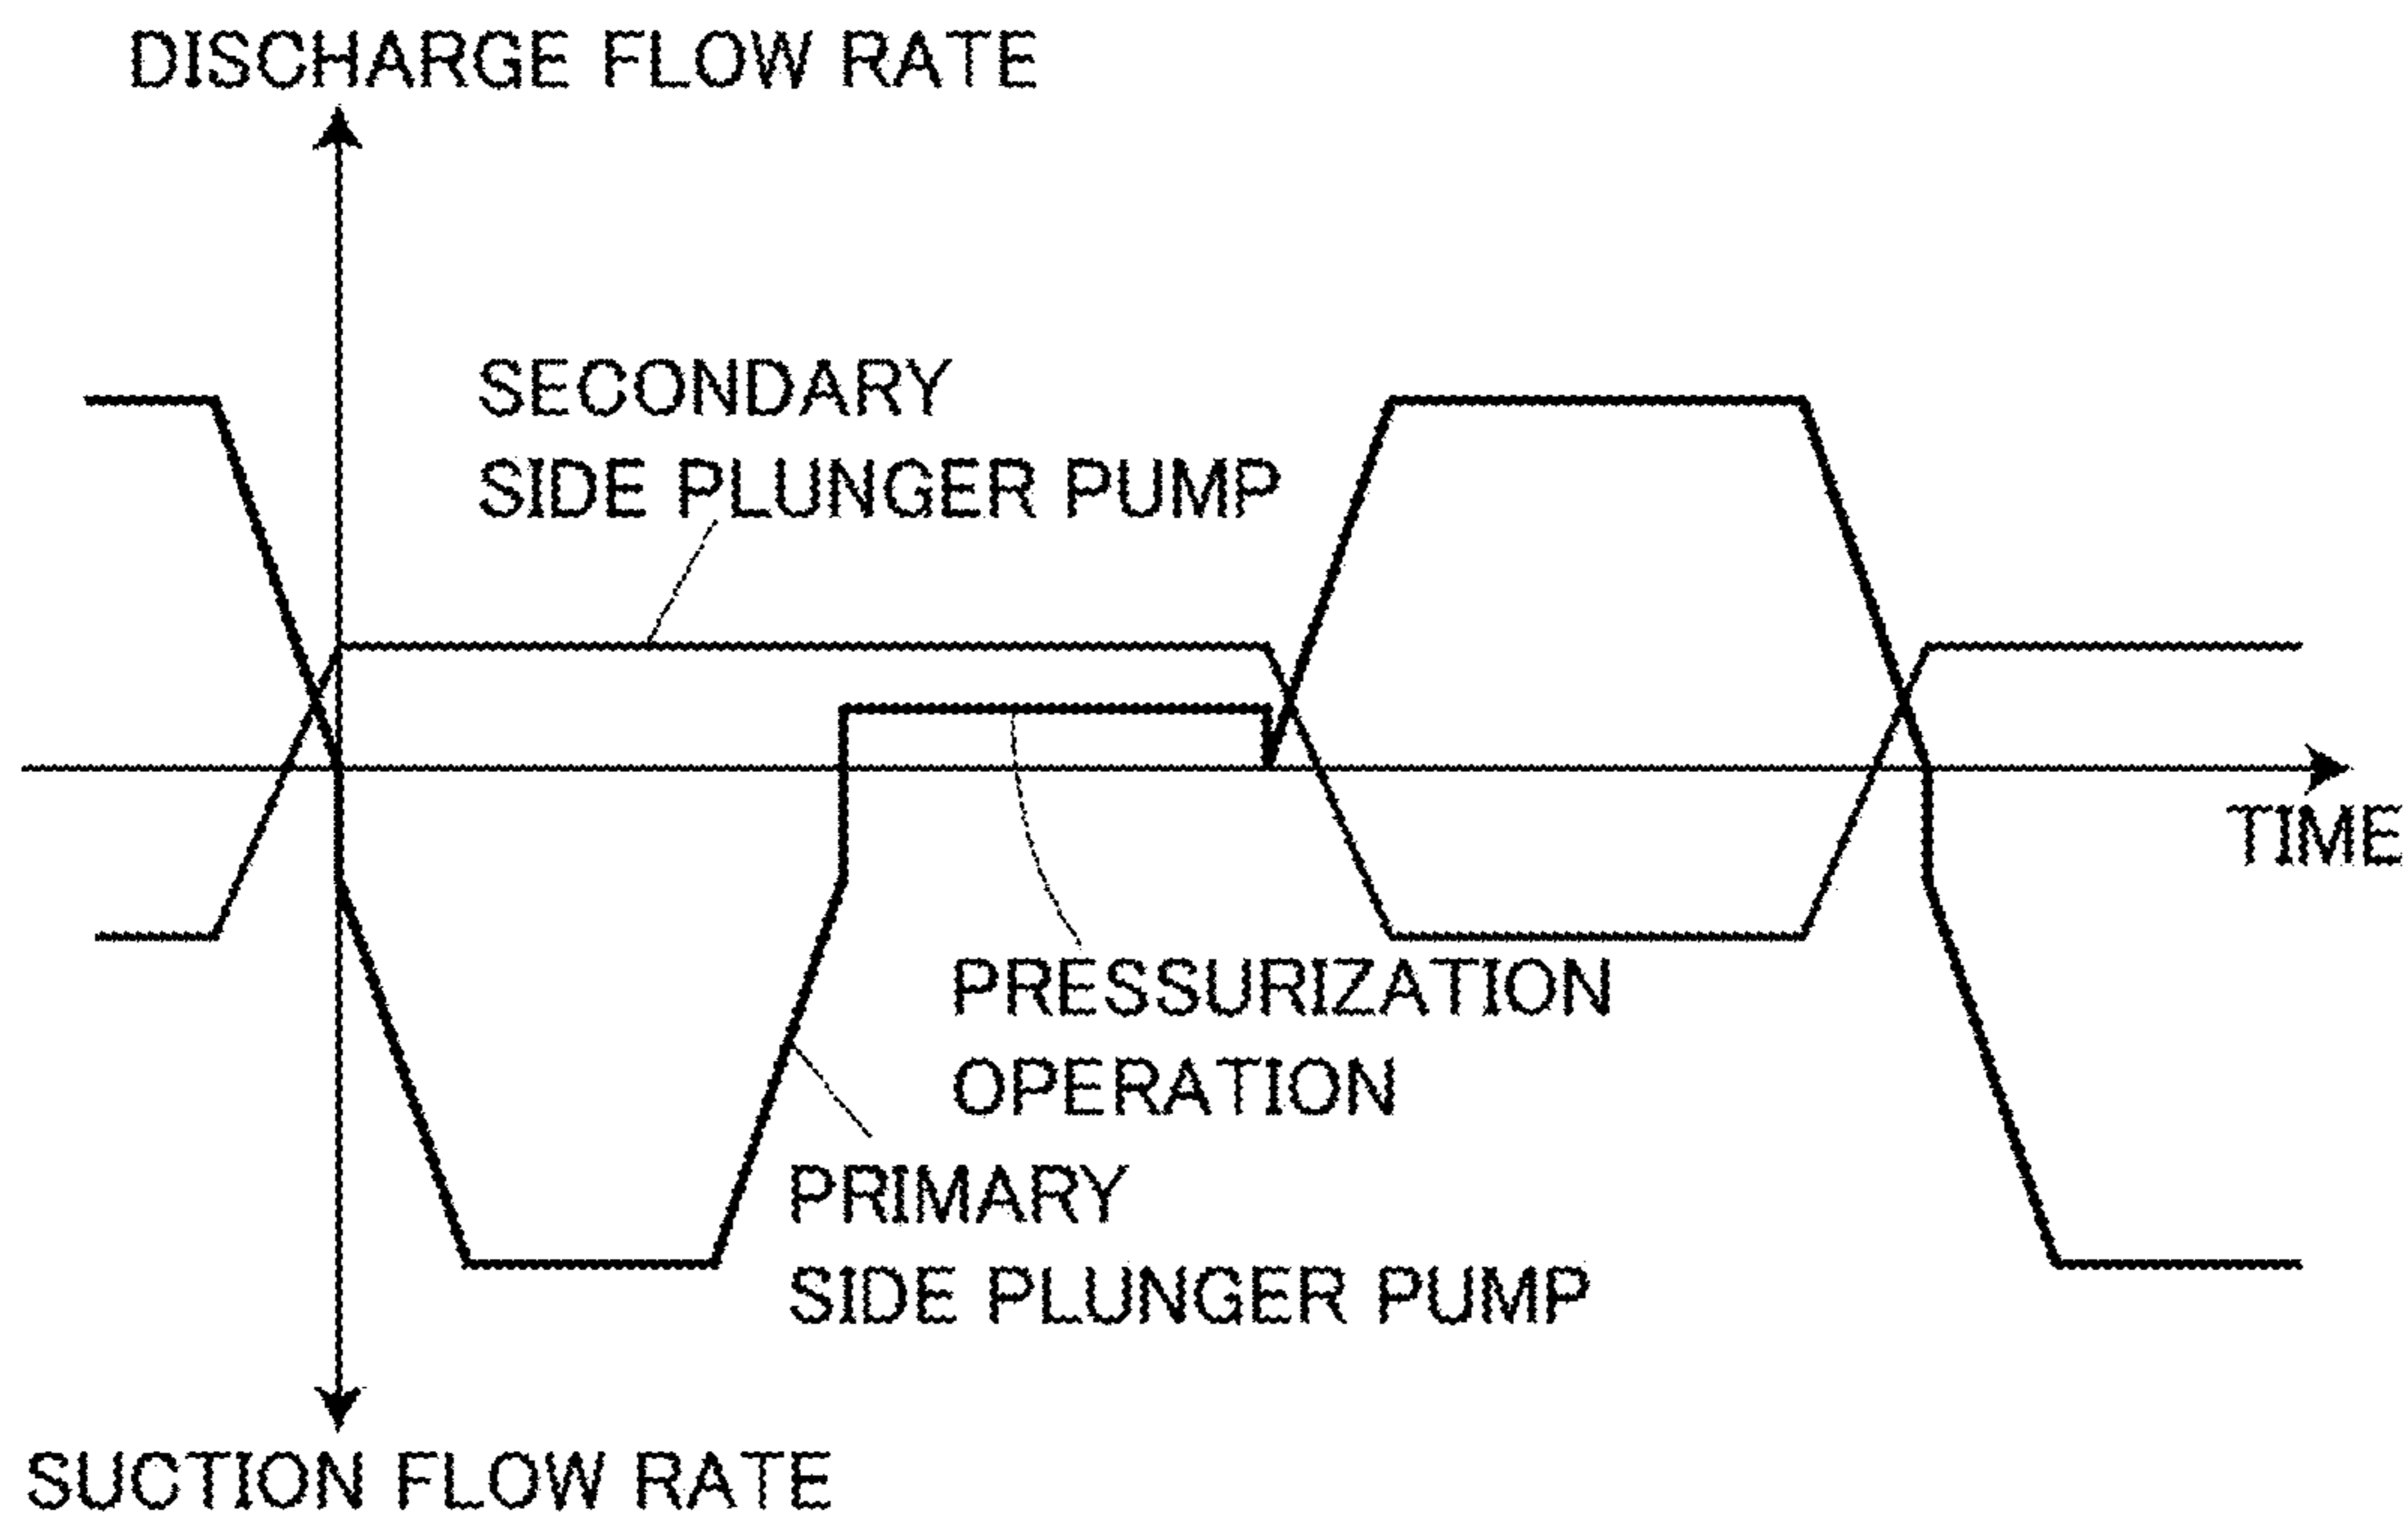 DISCHARGE FLOW RATE
SECONDARY
SIDE PLUNGER PUMP
TIME
PRESSURIZATION
OPERATION
PRIMARY
SIDE PLUNGER PUMP
SUCTION FLOW RATE